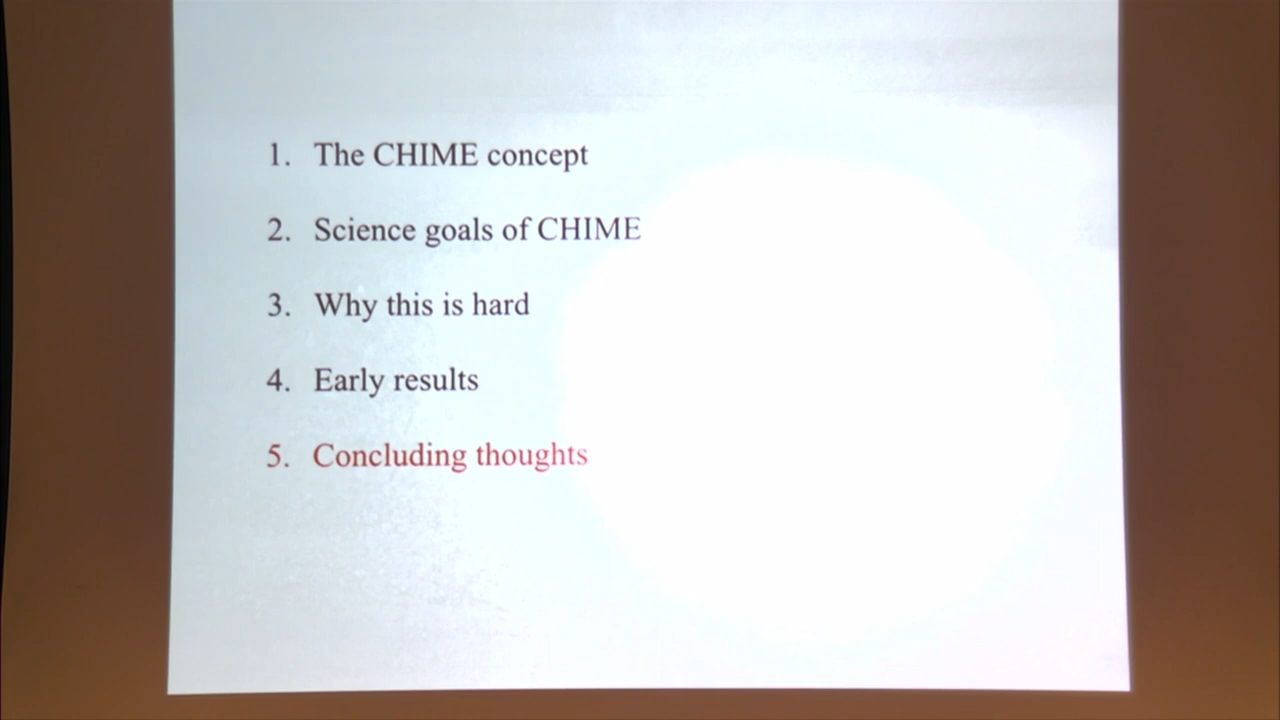 1. The CHIME concept
2. Science goals of CHIME
3. Why this is hard
4. Early results
5. Concluding thoughts